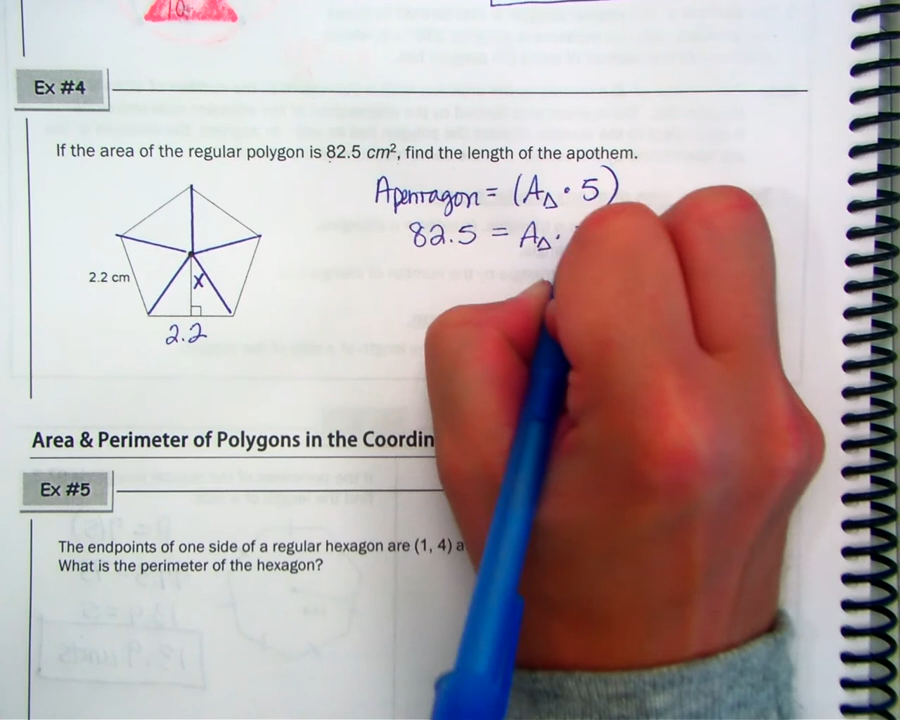 10
Ex #4
If the area of the regular polygon is 82.5 cm², find the length of the apothem.
Apentagon = (A△ · 5)
82.5 = A△ ·
2.2 cm
x
2.2
Area & Perimeter of Polygons in the Coordin
Ex #5
The endpoints of one side of a regular hexagon are (1, 4) a
What is the perimeter of the hexagon?